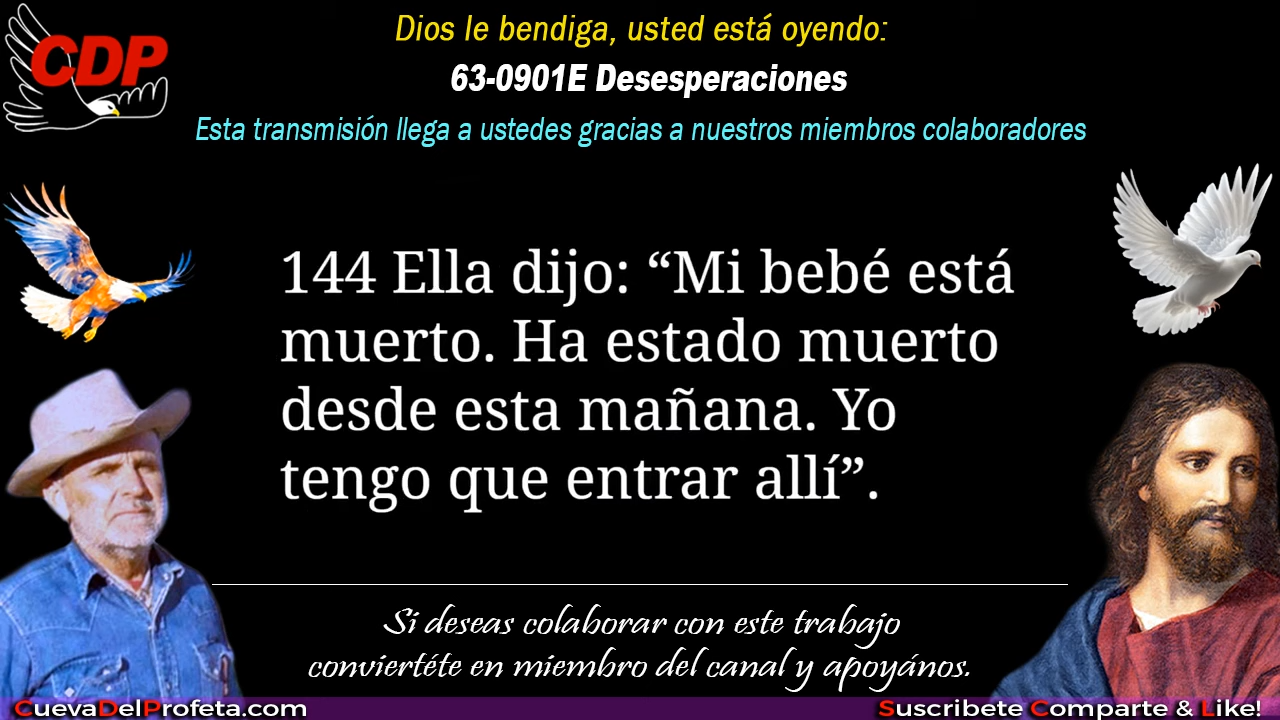 CDP
Dios le bendiga, usted está oyendo:
63-0901E Desesperaciones
Esta transmisión llega a ustedes gracias a nuestros miembros colaboradores
144 Ella dijo: “Mi bebé está
muerto. Ha estado muerto
desde esta mañana. Yo
tengo que entrar allí”.
Si deseas colaborar con este trabajo
conviertéte en miembro del canal y apoyános.
CuevaDelProfeta.com
Suscribete Comparte & Like!